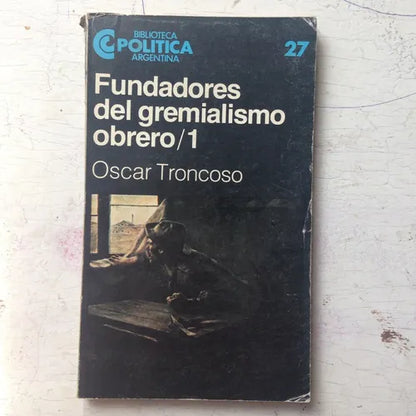 BIBLIOTECA
POLITICA
ARGENTINA
27
Fundadores
del gremialismo
obrero/1
Oscar Troncoso